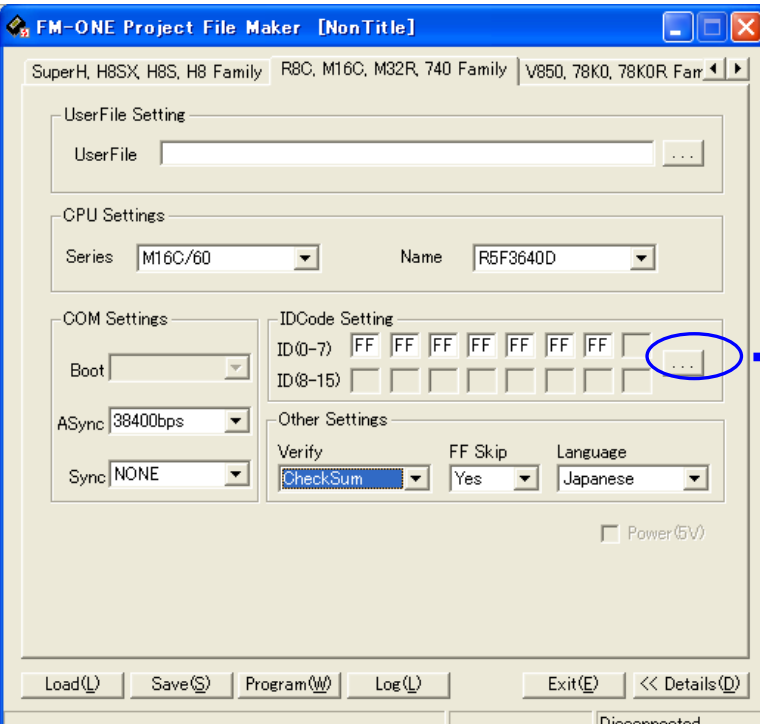 FM-ONE Project File Maker [NonTitle]
SuperH, H8SX, H8S, H8 Family R8C, M16C, M32R, 740 Family V850, 78K0, 78K0R Fam
UserFile Setting
UserFile ...
CPU Settings
Series M16C/60 Name R5F3640D
COM Settings
Boot
ASync 38400bps
Sync NONE
IDCode Setting
ID(0-7) FF FF FF FF FF FF FF ...
ID(8-15)
Other Settings
Verify FF Skip Language
CheckSum Yes Japanese
Power(5V)
Load(L) Save(S) Program(W) Log(L) Exit(E) << Details(D)
Disconnected